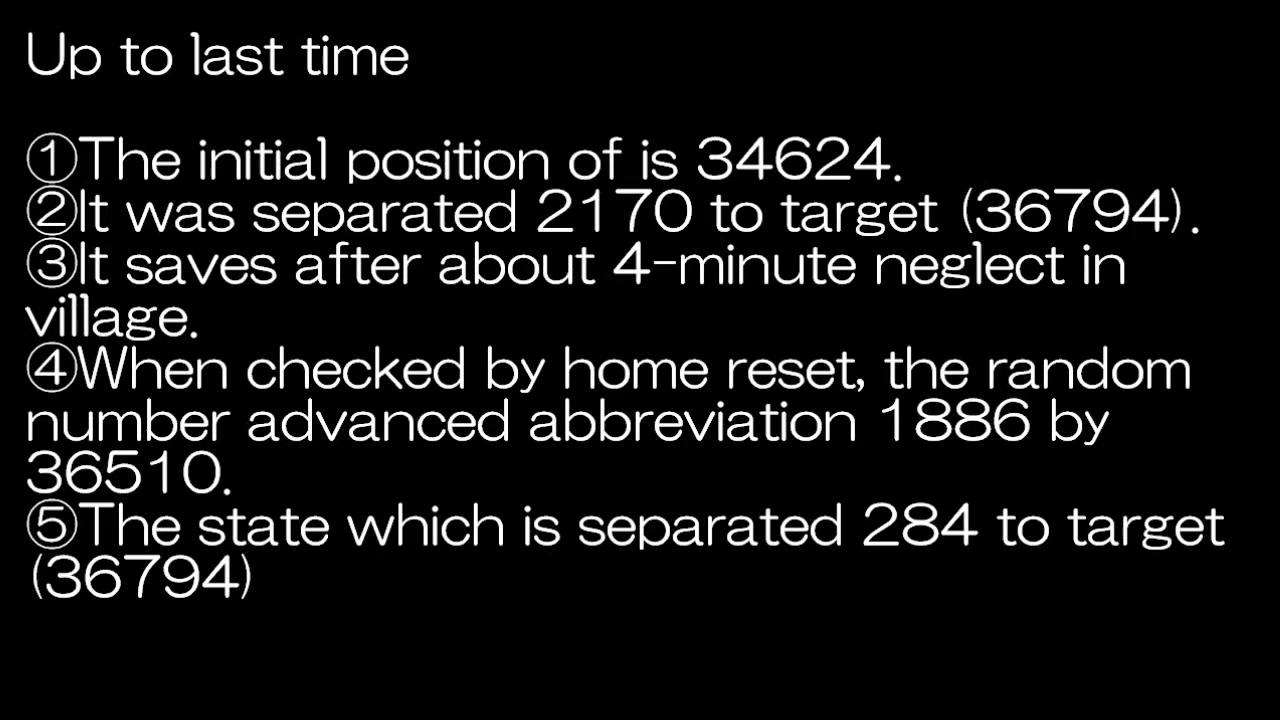 Up to last time
①The initial position of is 34624.
②It was separated 2170 to target (36794).
③It saves after about 4-minute neglect in
village.
④When checked by home reset, the random
number advanced abbreviation 1886 by
36510.
⑤The state which is separated 284 to target
(36794)